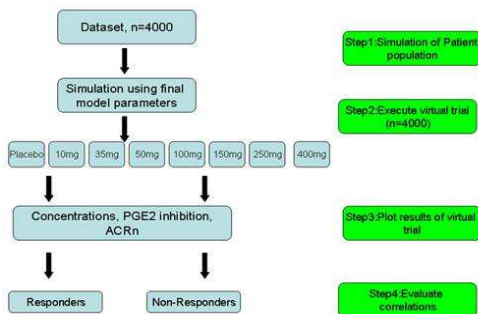 Dataset, n=4000
Step1:Simulation of Patient
population
Simulation using final
model parameters
Step2:Execute virtual trial
(n=4000)
Placebo 10mg 35mg 50mg 100mg 150mg 250mg 400mg
Concentrations, PGE2 inhibition,
ACRn
Step3:Plot results of virtual
trial
Responders
Non-Responders
Step4:Evaluate
correlations